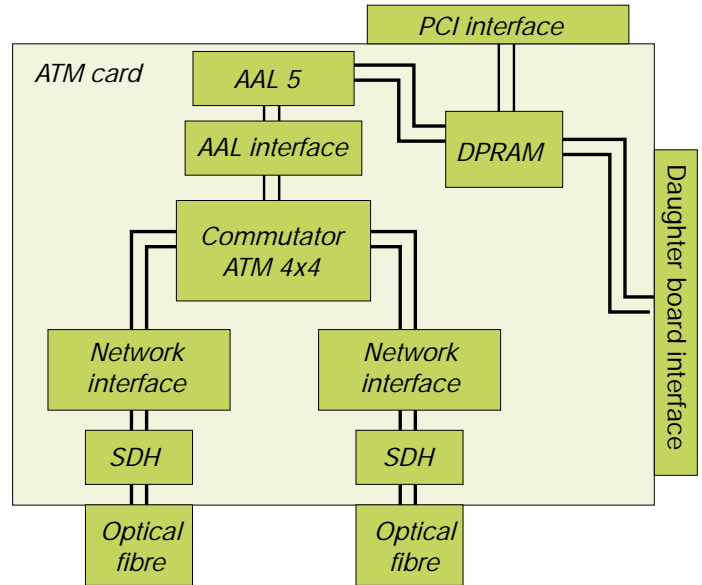 PCI interface
ATM card
AAL 5
AAL interface
DPRAM
Commutator
ATM 4x4
Daughter board interface
Network
interface
Network
interface
SDH
SDH
Optical
fibre
Optical
fibre